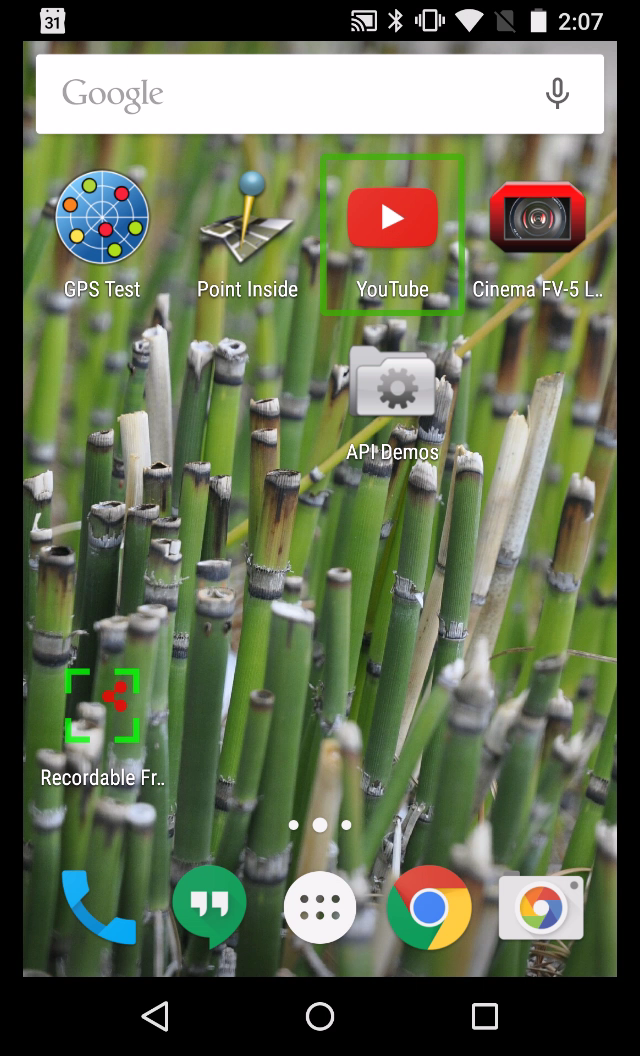 31
2:07
Google
GPS Test
Point Inside
YouTube
Cinema FV-5 L..
API Demos
Recordable Fr..